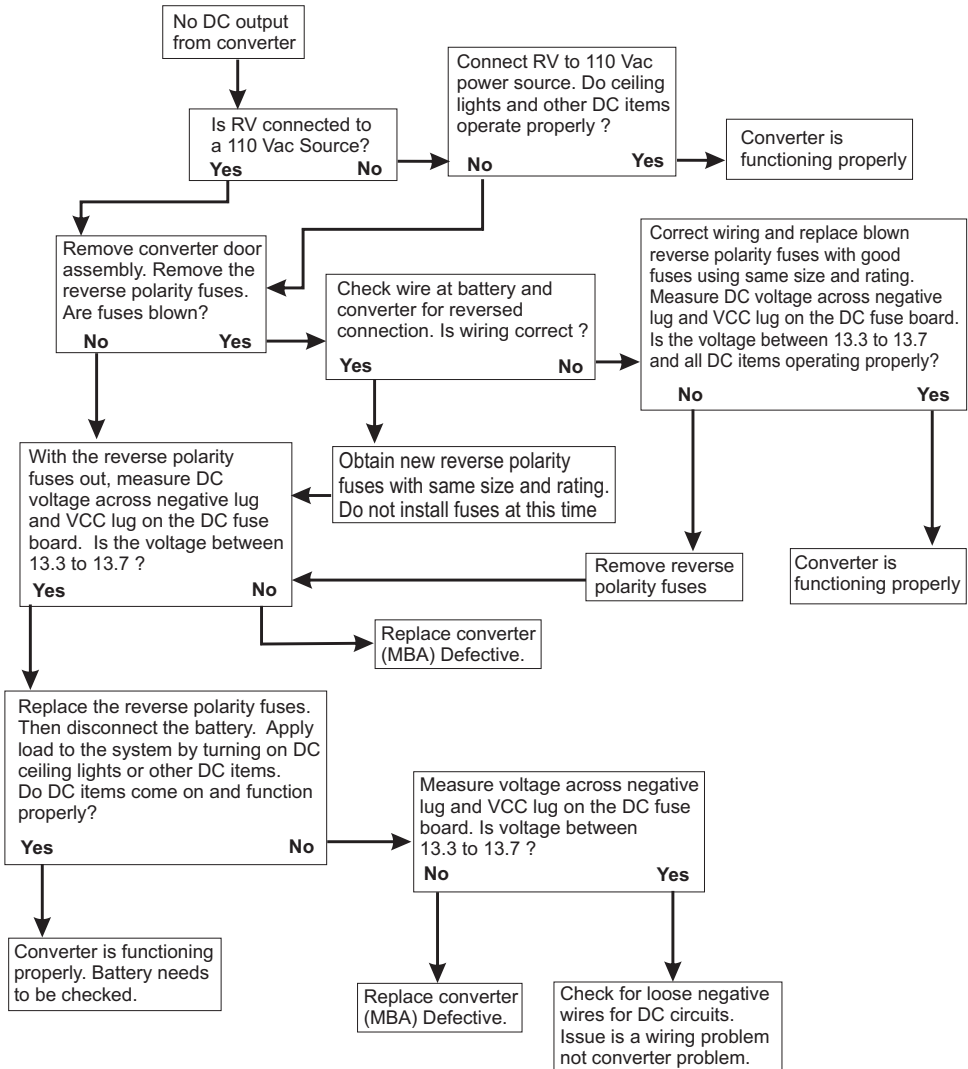 No DC output
from converter
Is RV connected to
a 110 Vac Source?
Yes
No
Connect RV to 110 Vac
power source. Do ceiling
lights and other DC items
operate properly ?
No
Yes
Converter is
functioning properly
Remove converter door
assembly. Remove the
reverse polarity fuses.
Are fuses blown?
No
Yes
Check wire at battery and
converter for reversed
connection. Is wiring correct ?
Yes
No
Correct wiring and replace blown
reverse polarity fuses with good
fuses using same size and rating.
Measure DC voltage across negative
lug and VCC lug on the DC fuse board.
Is the voltage between 13.3 to 13.7
and all DC items operating properly?
No
Yes
With the reverse polarity
fuses out, measure DC
voltage across negative lug
and VCC lug on the DC fuse
board. Is the voltage between
13.3 to 13.7 ?
Yes
No
Obtain new reverse polarity
fuses with same size and rating.
Do not install fuses at this time
Remove reverse
polarity fuses
Converter is
functioning properly
Replace converter
(MBA) Defective.
Replace the reverse polarity fuses.
Then disconnect the battery. Apply
load to the system by turning on DC
ceiling lights or other DC items.
Do DC items come on and function
properly?
Yes
No
Measure voltage across negative
lug and VCC lug on the DC fuse
board. Is voltage between
13.3 to 13.7 ?
No
Yes
Converter is functioning
properly. Battery needs
to be checked.
Replace converter
(MBA) Defective.
Check for loose negative
wires for DC circuits.
Issue is a wiring problem
not converter problem.